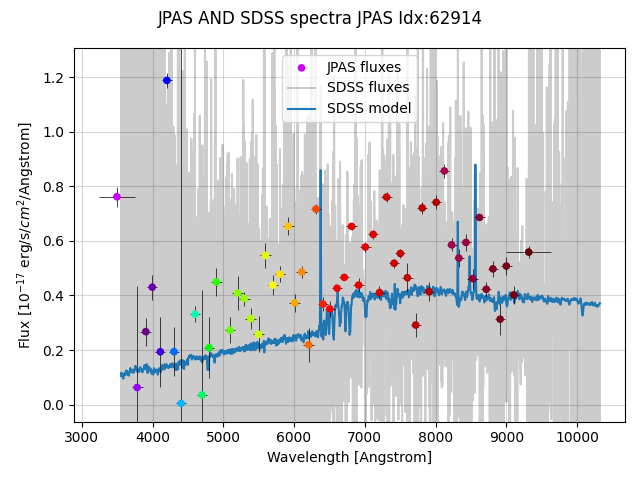 JPAS AND SDSS spectra JPAS Idx:62914
JPAS fluxes
SDSS fluxes
SDSS model
Flux [10⁻¹⁷ erg/s/cm²/Angstrom]
1.2
1.0
0.8
0.6
0.4
0.2
0.0
3000 4000 5000 6000 7000 8000 9000 10000
Wavelength [Angstrom]